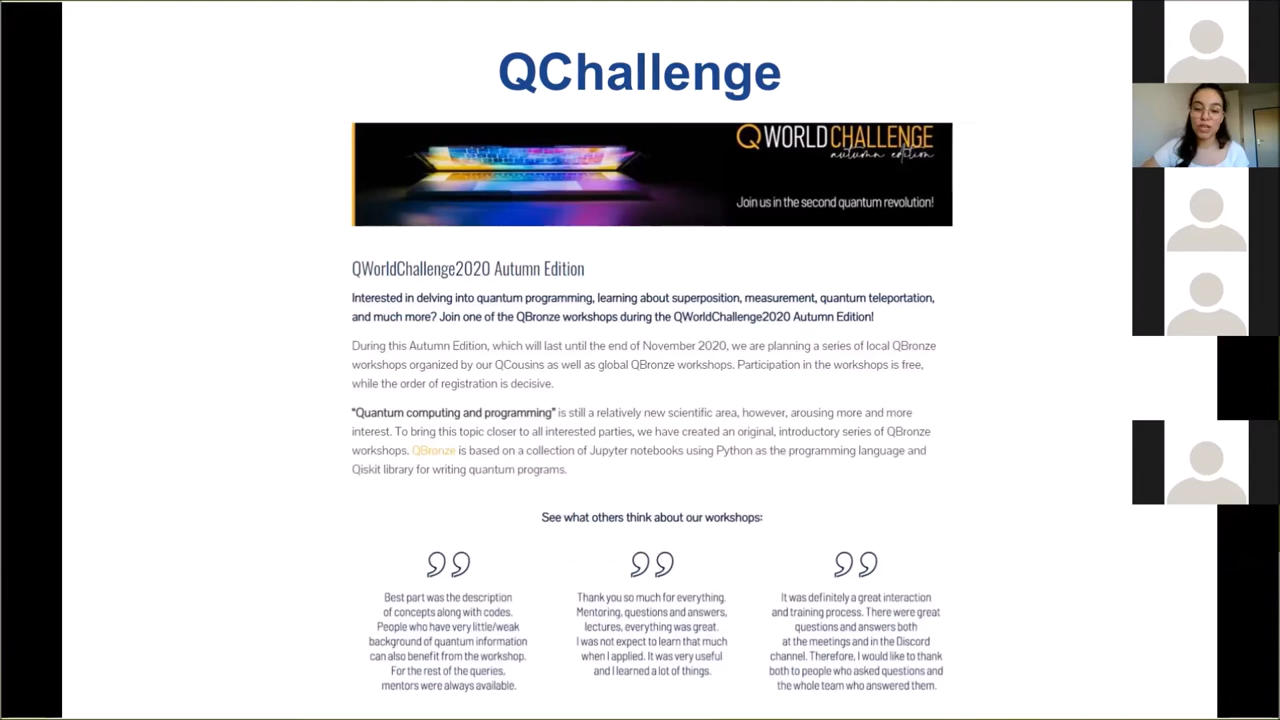 QChallenge
QWORLDCHALLENGE
autumn edition
Join us in the second quantum revolution!
QWorldChallenge2020 Autumn Edition
Interested in delving into quantum programming, learning about superposition, measurement, quantum teleportation,
and much more? Join one of the QBronze workshops during the QWorldChallenge2020 Autumn Edition!
During this Autumn Edition, which will last until the end of November 2020, we are planning a series of local QBronze
workshops organized by our QCousins as well as global QBronze workshops. Participation in the workshops is free,
while the order of registration is decisive.
“Quantum computing and programming” is still a relatively new scientific area, however, arousing more and more
interest. To bring this topic closer to all interested parties, we have created an original, introductory series of QBronze
workshops. QBronze is based on a collection of Jupyter notebooks using Python as the programming language and
Qiskit library for writing quantum programs.
See what others think about our workshops:
Best part was the description
of concepts along with codes.
People who have very little/weak
background of quantum information
can also benefit from the workshop.
For the rest of the queries,
mentors were always available.
Thank you so much for everything.
Mentoring, questions and answers,
lectures, everything was great.
I was not expect to learn that much
when I applied. It was very useful
and I learned a lot of things.
It was definitely a great interaction
and training process. There were great
questions and answers both
at the meetings and in the Discord
channel. Therefore, I would like to thank
both to people who asked questions and
the whole team who answered them.